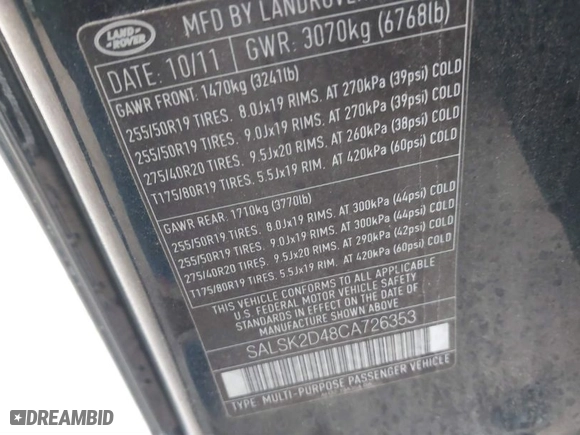 LAND
ROVER
MFD BY LANDROVER
DATE: 10/11 GWR: 3070kg (6768lb)
GAWR FRONT: 1470kg (3241lb)
255/50R19 TIRES. 8.0Jx19 RIMS. AT 270kPa (39psi) COLD
255/50R19 TIRES. 9.0Jx19 RIMS. AT 270kPa (39psi) COLD
275/40R20 TIRES. 9.5Jx20 RIMS. AT 260kPa (38psi) COLD
T175/80R19 TIRES. 5.5Jx19 RIM. AT 420kPa (60psi) COLD
GAWR REAR: 1710kg (3770lb)
255/50R19 TIRES. 8.0Jx19 RIMS. AT 300kPa (44psi) COLD
255/50R19 TIRES. 9.0Jx19 RIMS. AT 300kPa (44psi) COLD
275/40R20 TIRES. 9.5Jx20 RIMS. AT 290kPa (42psi) COLD
T175/80R19 TIRES. 5.5Jx19 RIM. AT 420kPa (60psi) COLD
THIS VEHICLE CONFORMS TO ALL APPLICABLE
U.S FEDERAL MOTOR VEHICLE SAFETY
STANDARDS IN EFFECT ON THE DATE OF
MANUFACTURE SHOWN ABOVE
SALSK2D48CA726353
TYPE: MULTI-PURPOSE PASSENGER VEHICLE
DREAMBID